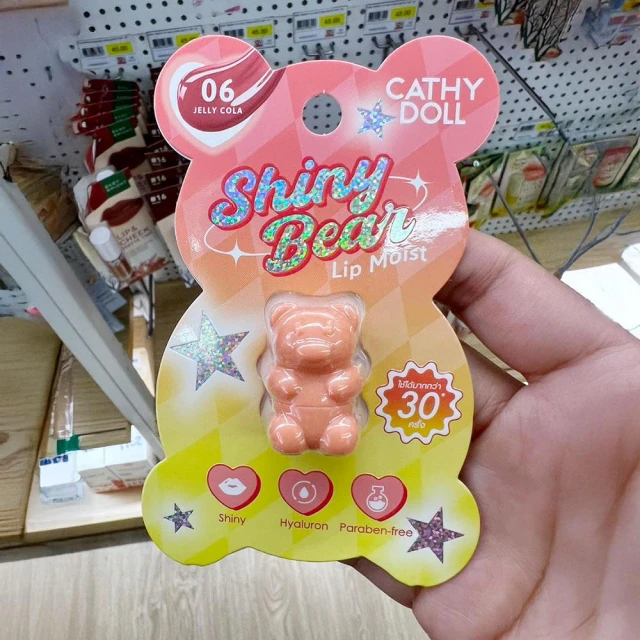 06
JELLY COLA
CATHY
DOLL
Shiny
Bear
Lip Moist
ใช้ได้มากกว่า
30*
ครั้ง
Shiny
Hyaluron
Paraben-free